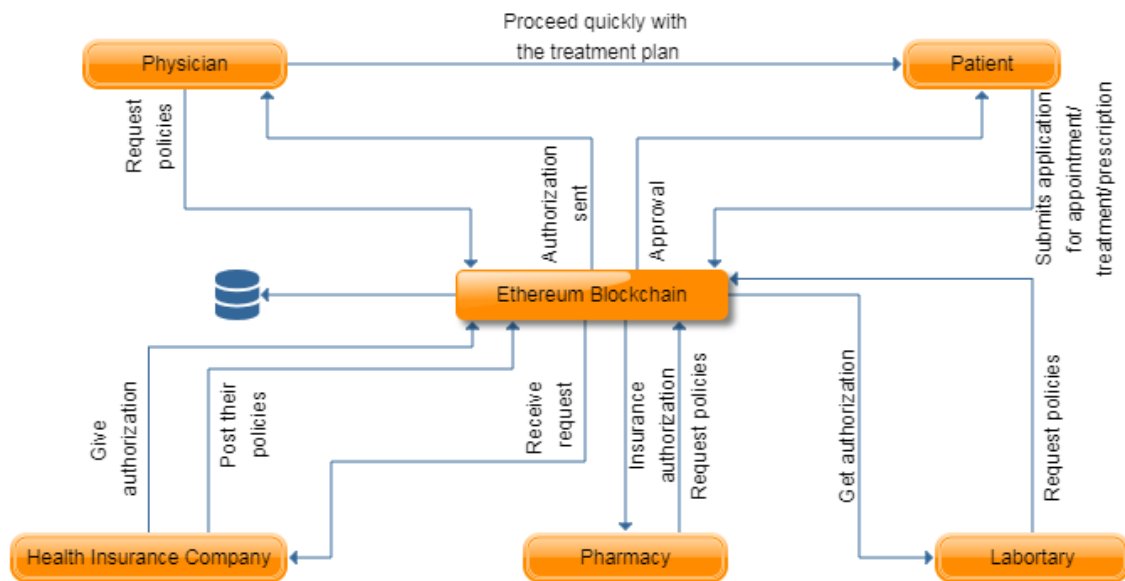 Proceed quickly with
the treatment plan
Physician
Patient
Request
policies
Authorization
sent
Approval
Submits application
for appointment/
treatment/prescription
Ethereum Blockchain
Give
authorization
Post their
policies
Receive
request
Insurance
authorization
Request policies
Get authorization
Request policies
Health Insurance Company
Pharmacy
Labortary